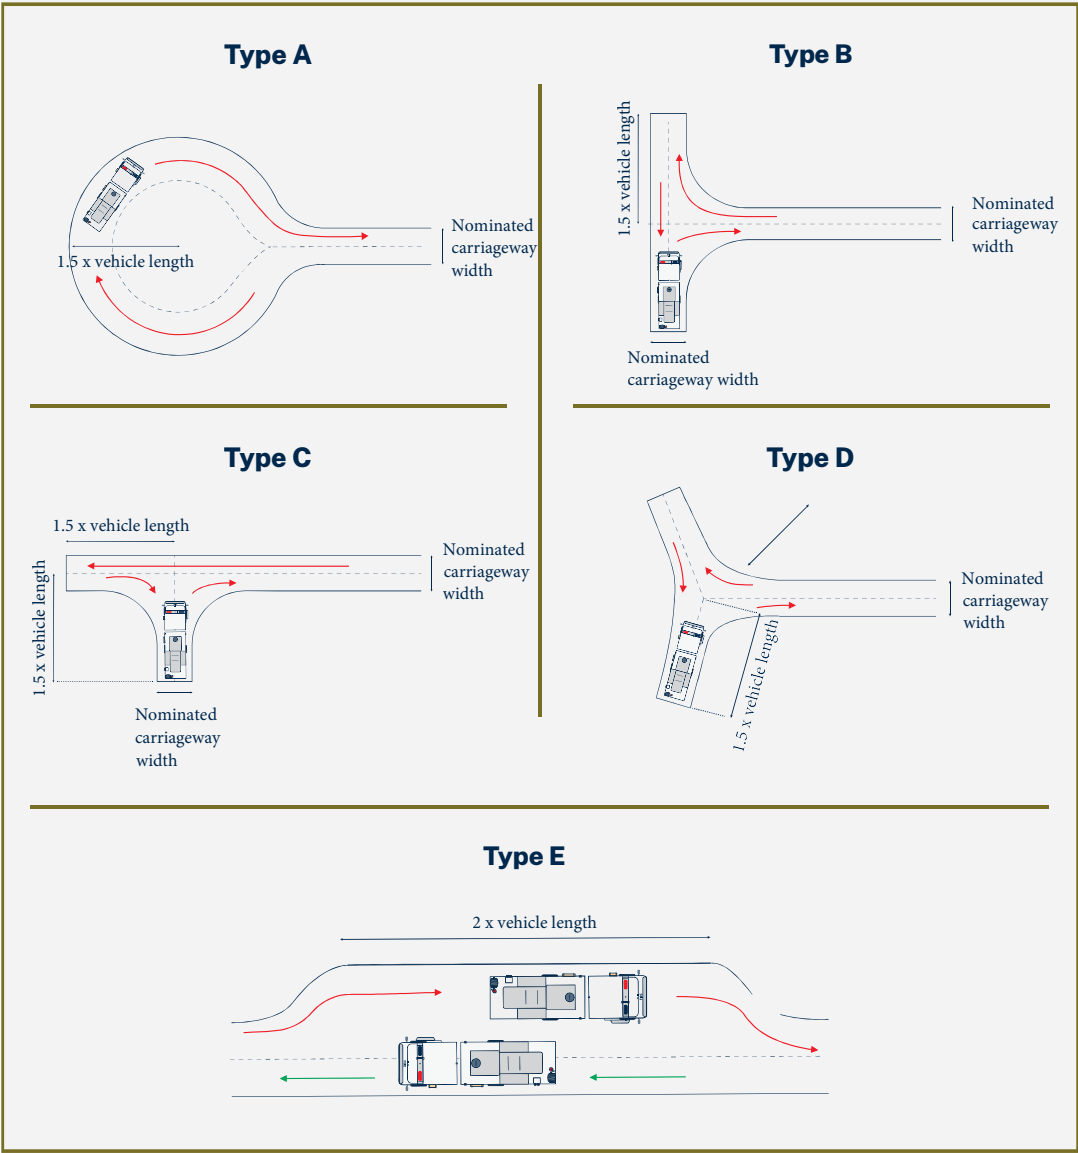 Type A
1.5 x vehicle length
Nominated
carriageway
width
Type B
1.5 x vehicle length
Nominated
carriageway
width
Nominated
carriageway width
Type C
1.5 x vehicle length
1.5 x vehicle length
Nominated
carriageway
width
Nominated
carriageway
width
Type D
Nominated
carriageway
width
1.5 x vehicle length
Type E
2 x vehicle length